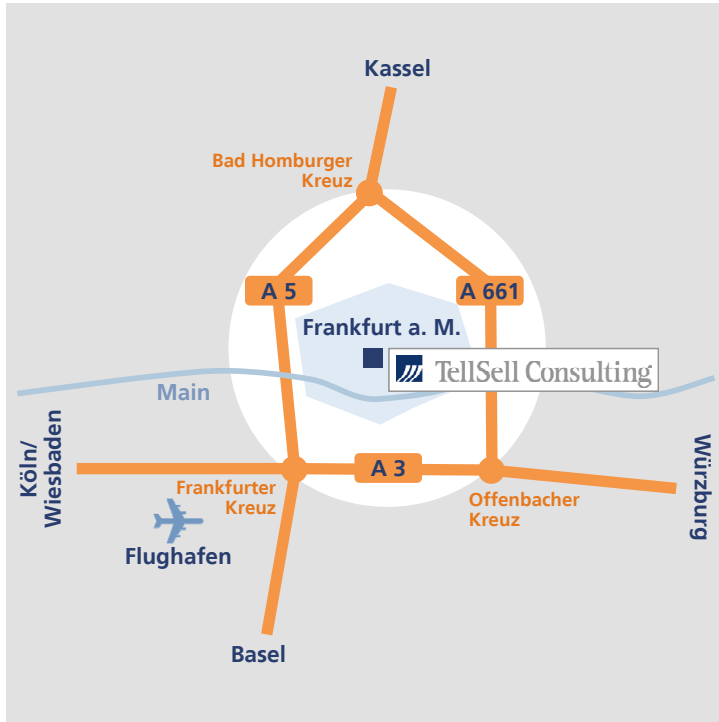 Kassel
Bad Homburger
Kreuz
A 5
A 661
Frankfurt a. M.
TellSell Consulting
Main
Köln/
Wiesbaden
Würzburg
A 3
Frankfurter
Kreuz
Offenbacher
Kreuz
Flughafen
Basel